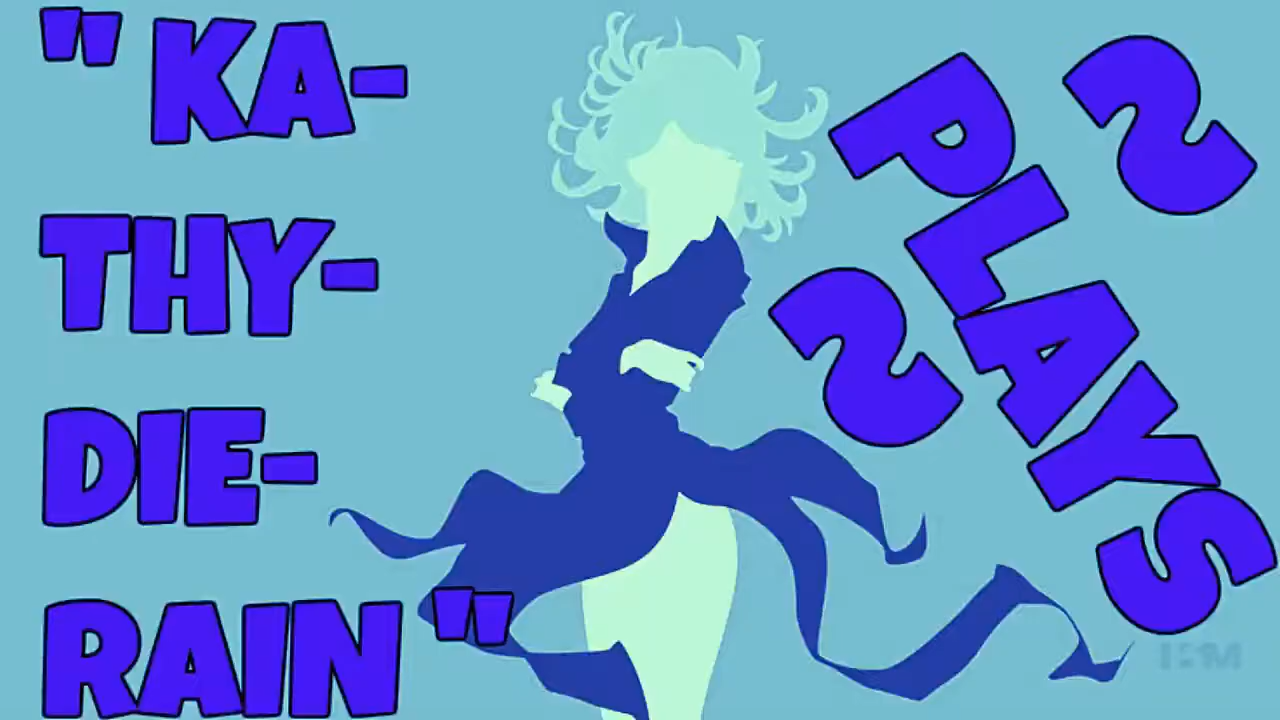 "KA-
THY-
DIE-
RAIN"
~
PLAYS
~